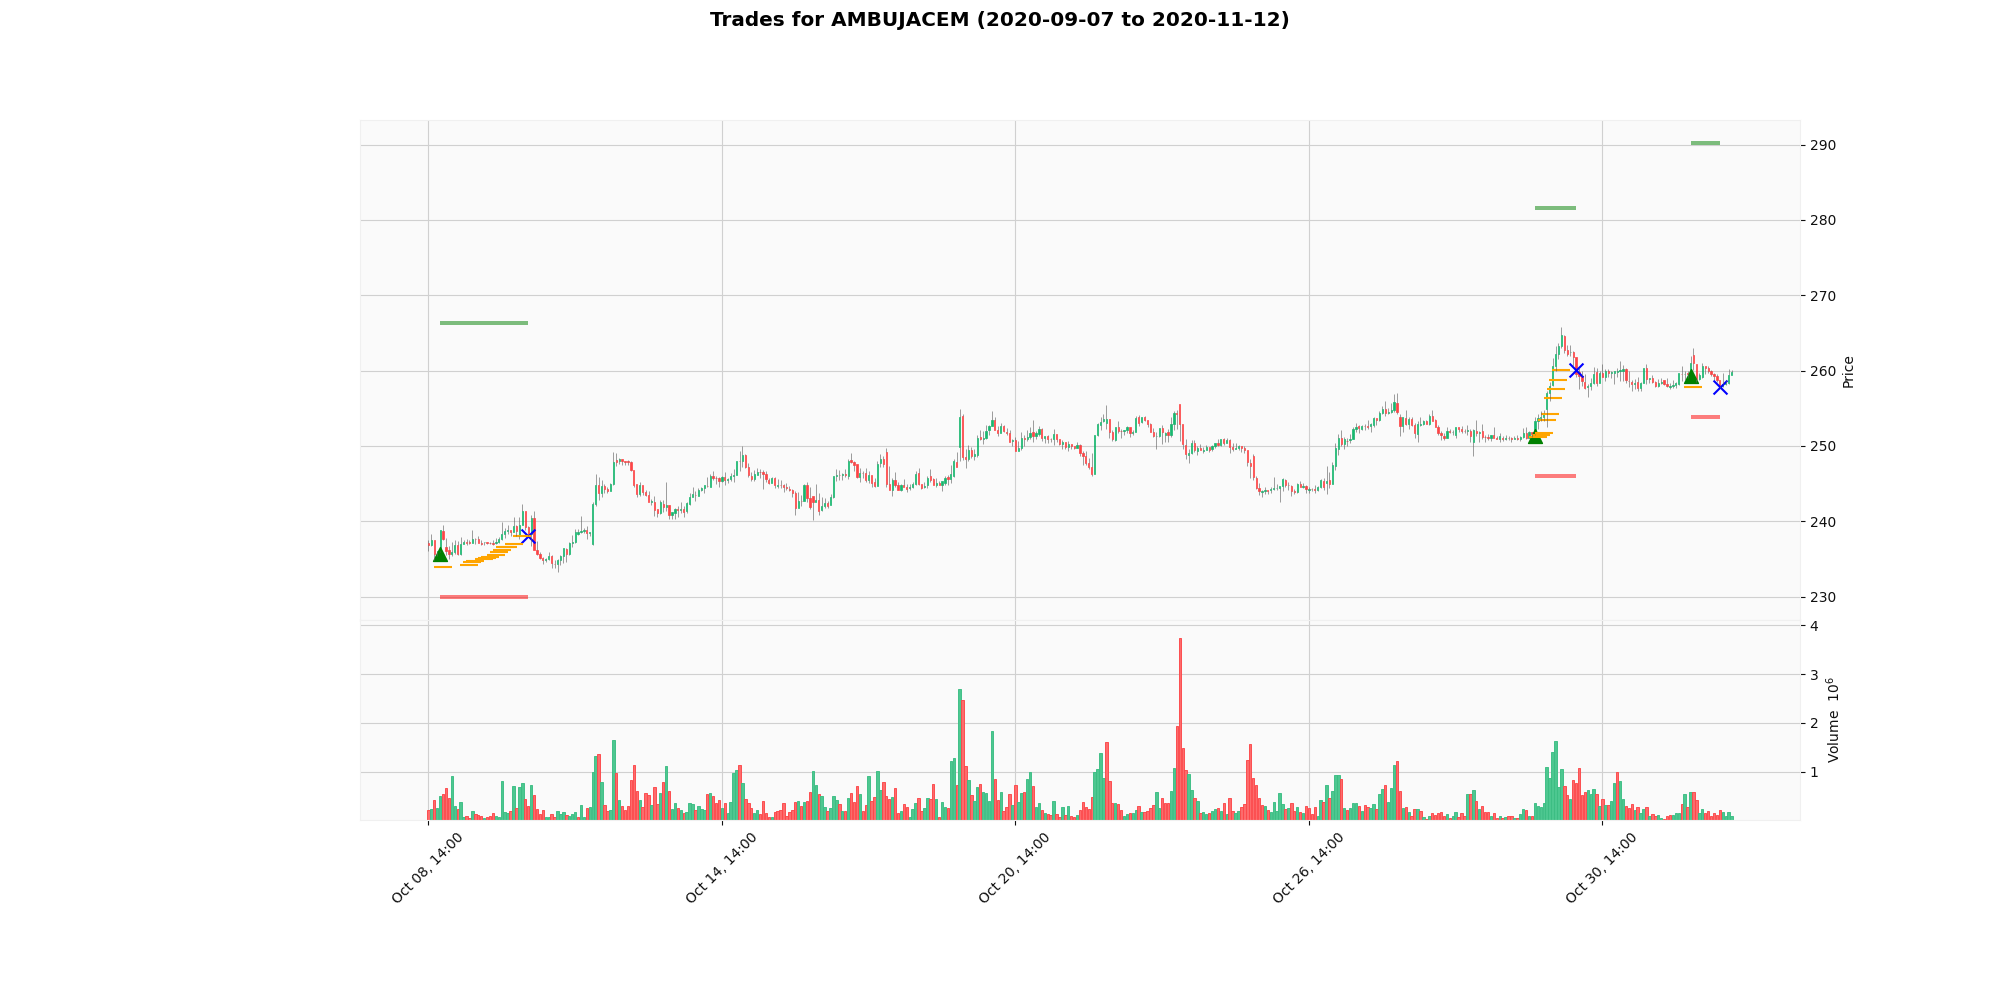 Trades for AMBUJACEM (2020-09-07 to 2020-11-12)
290
280
270
260
250
240
230
Price
4
3
2
1
Volume 10⁶
Oct 08, 14:00
Oct 14, 14:00
Oct 20, 14:00
Oct 26, 14:00
Oct 30, 14:00